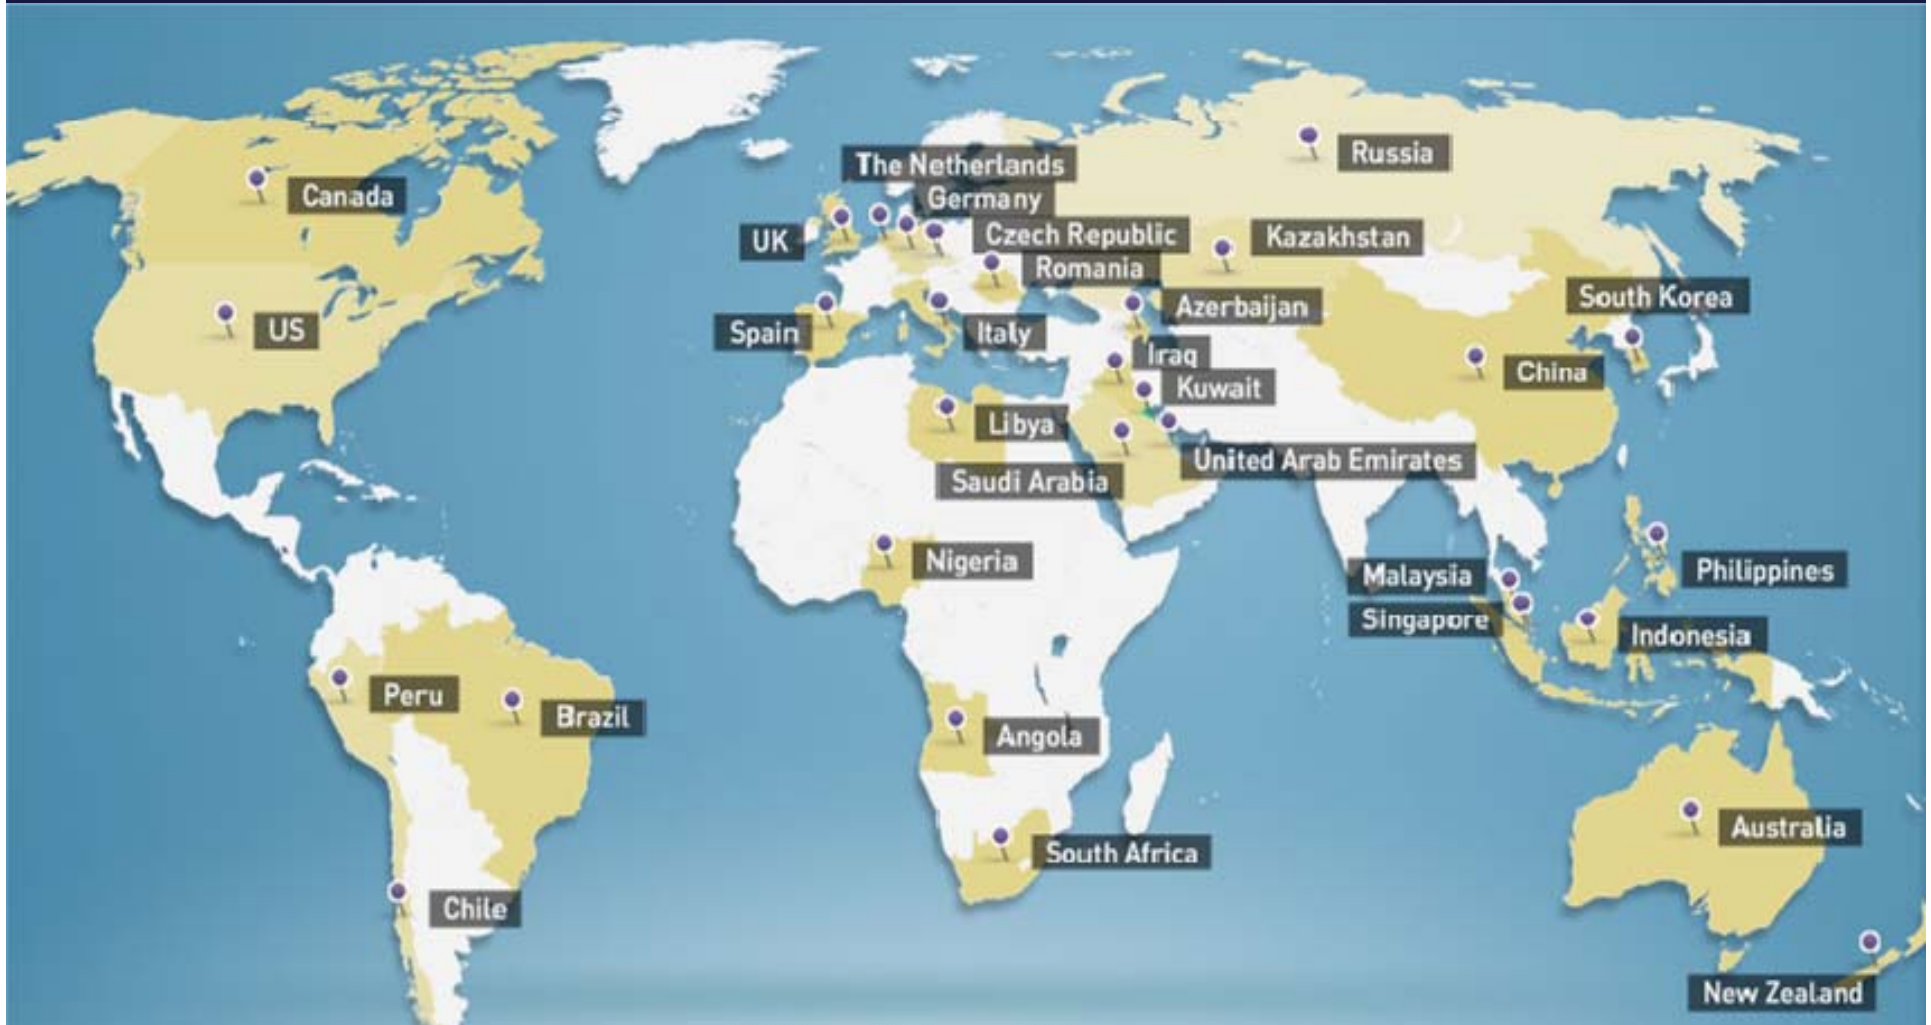 Russia
The Netherlands
Canada
Germany
UK
Czech Republic
Kazakhstan
Romania
South Korea
Azerbaijan
US
Spain
Italy
Iraq
China
Kuwait
Libya
United Arab Emirates
Saudi Arabia
Nigeria
Philippines
Malaysia
Singapore
Indonesia
Peru
Brazil
Angola
Australia
South Africa
Chile
New Zealand